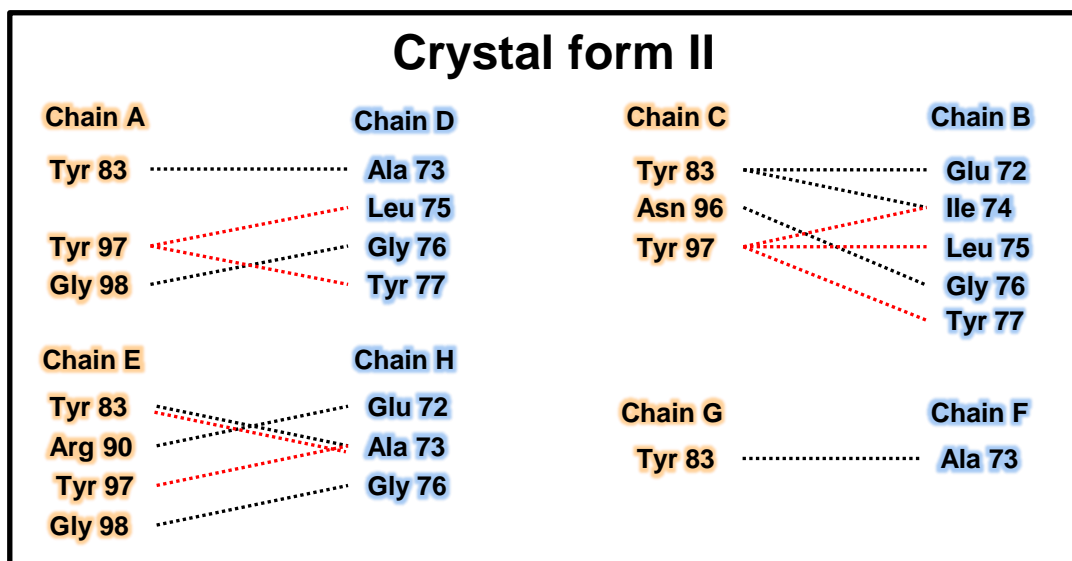 Crystal form II
Chain A
Chain D
Tyr 83
Ala 73
Leu 75
Tyr 97
Gly 76
Gly 98
Tyr 77
Chain C
Chain B
Tyr 83
Glu 72
Asn 96
Ile 74
Tyr 97
Leu 75
Gly 76
Tyr 77
Chain E
Chain H
Tyr 83
Glu 72
Arg 90
Ala 73
Tyr 97
Gly 76
Gly 98
Chain G
Chain F
Tyr 83
Ala 73